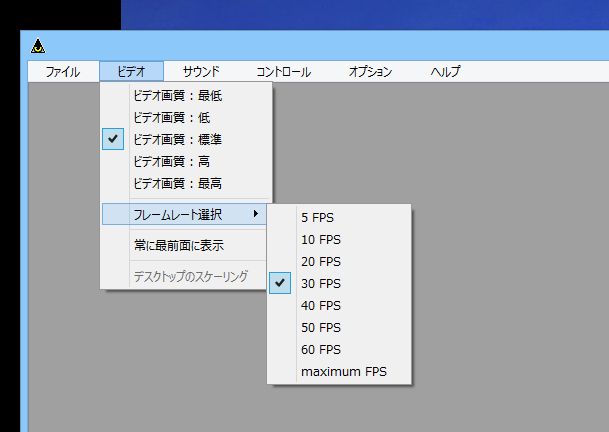 ファイル ビデオ サウンド コントロール オプション ヘルプ
ビデオ画質：最低
ビデオ画質：低
ビデオ画質：標準
ビデオ画質：高
ビデオ画質：最高
フレームレート選択
常に最前面に表示
デスクトップのスケーリング
5 FPS
10 FPS
20 FPS
30 FPS
40 FPS
50 FPS
60 FPS
maximum FPS